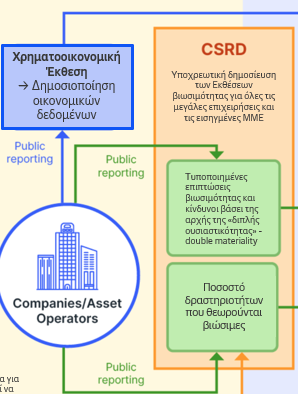 Χρηματοοικονομική
Έκθεση
→ Δημοσιοποίηση
οικονομικών
δεδομένων
CSRD
Υποχρεωτική δημοσίευση
των Εκθέσεων
βιωσιμότητας για όλες τις
μεγάλες επιχειρήσεις και
τις εισηγμένες ΜΜΕ
Public
reporting
Public
reporting
Τυποποιημένες
επιπτώσεις
βιωσιμότητας και
κίνδυνοι βάσει της
αρχής της «διπλής
ουσιαστικότητας» -
double materiality
Companies/Asset
Operators
Ποσοστό
δραστηριοτήτων
που θεωρούνται
βιώσιμες
Public
reporting
α για
ί να